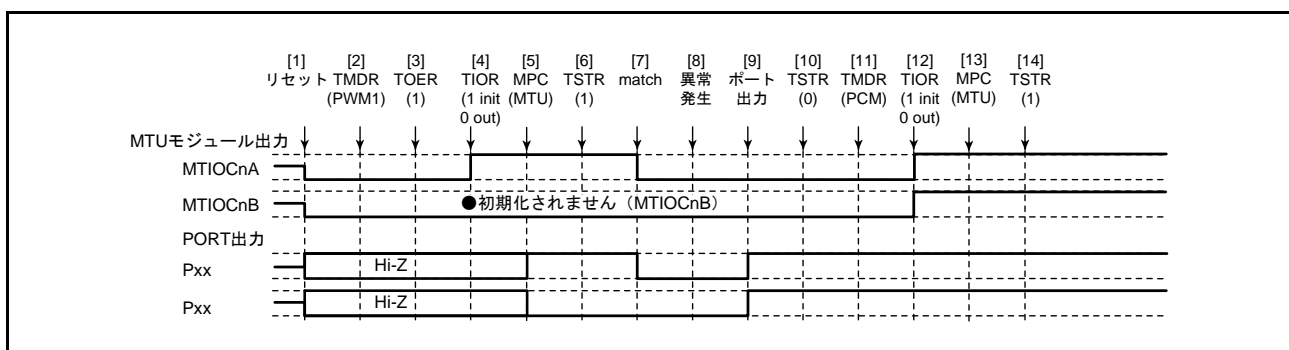 [1] [2] [3] [4] [5] [6] [7] [8] [9] [10] [11] [12] [13] [14]
リセット TMDR TOER TIOR MPC TSTR match 異常 ポート TSTR TMDR TIOR MPC TSTR
(PWM1) (1) (1 init (MTU) (1) 発生 出力 (0) (PCM) (1 init (MTU) (1)
0 out) 0 out)
MTUモジュール出力
MTIOCnA
MTIOCnB ●初期化されません（MTIOCnB）
PORT出力
Pxx Hi-Z
Pxx Hi-Z